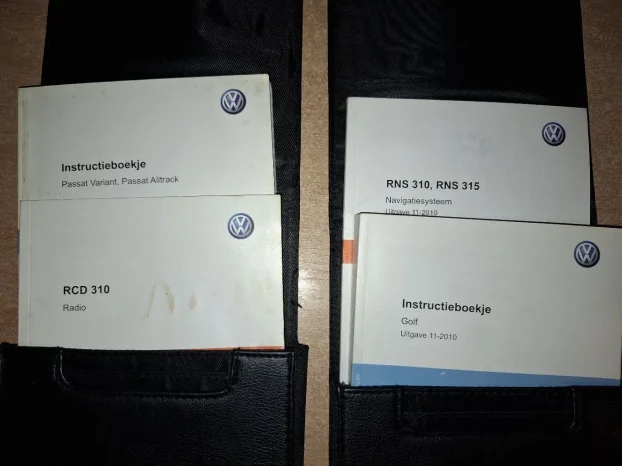 Instructieboekje
Passat Variant, Passat Alltrack
RCD 310
Radio
RNS 310, RNS 315
Navigatiesysteem
Uitgave 11-2010
Instructieboekje
Golf
Uitgave 11-2010